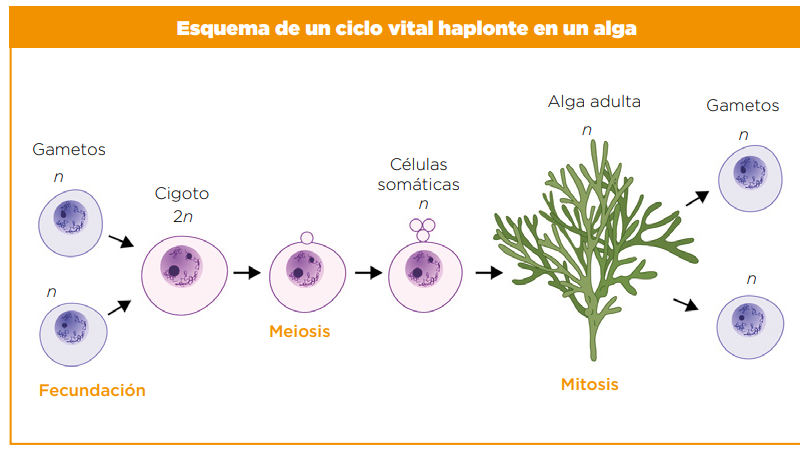 Esquema de un ciclo vital haplonte en un alga
Gametos
n
n
Fecundación
Cigoto
2n
Meiosis
Células
somáticas
n
Alga adulta
n
Mitosis
Gametos
n
n